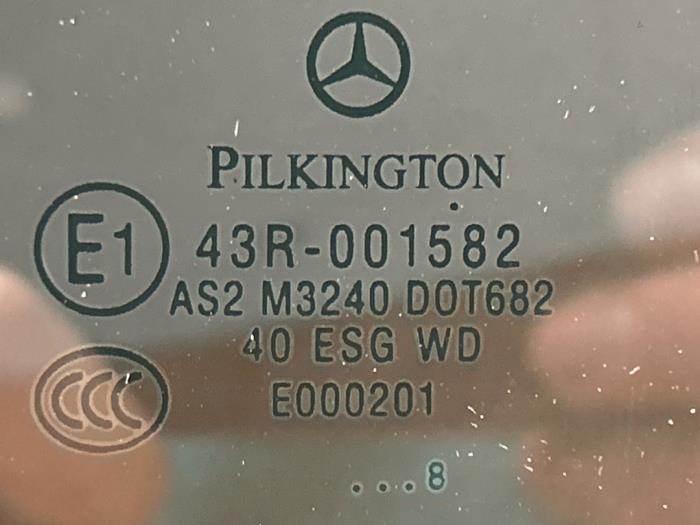 PILKINGTON
E1 43R-001582
AS2 M3240 DOT682
40 ESG WD
CCC E000201
...8